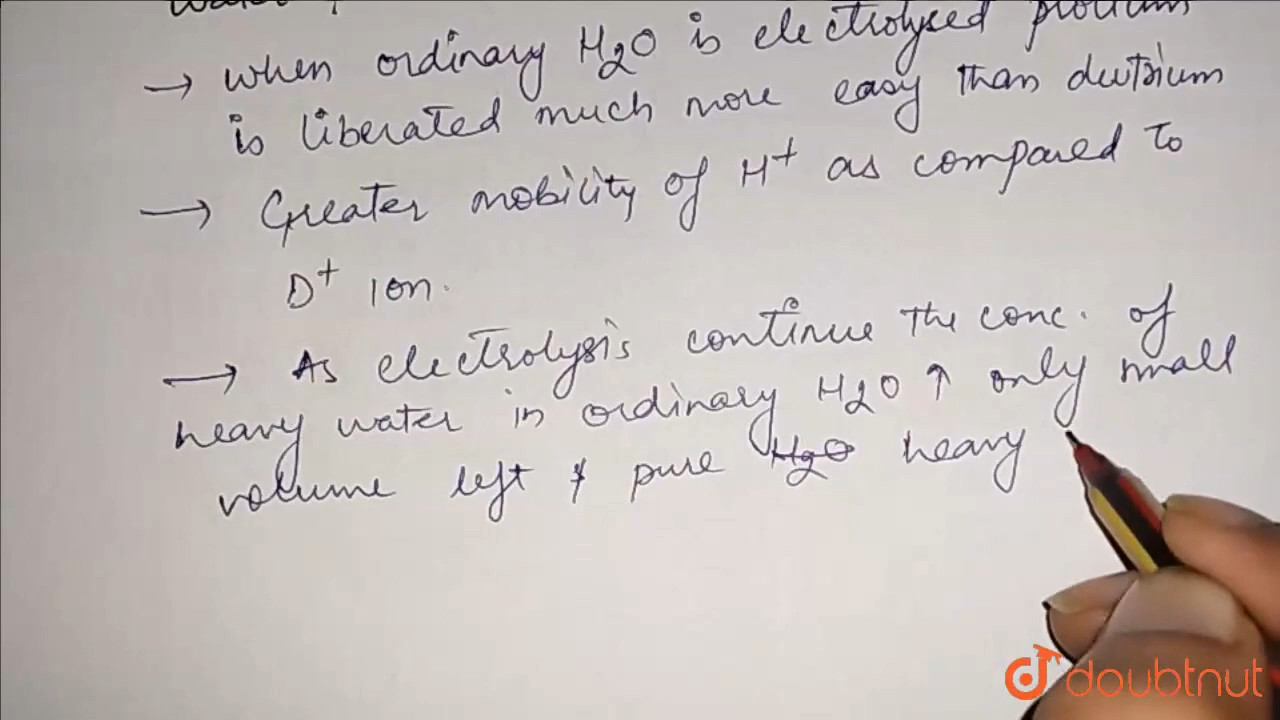 → when ordinary H2O is electrolysed protium
is liberated much more easy than dutrium
→ Greater mobility of H+ as compared to
D+ ion.
→ As electrolysis continue the conc. of
heavy water in ordinary H2O ↑ only small
volume left & pure H2O heavy
doubtnut